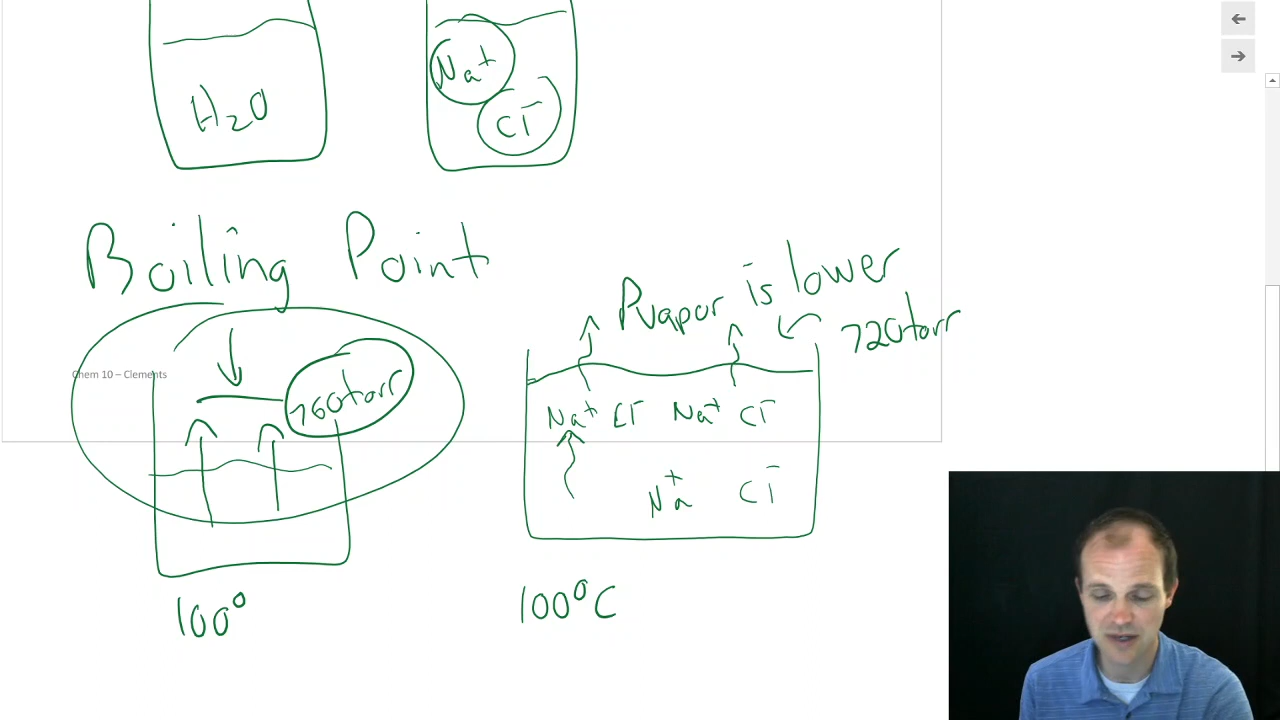 H₂O
Na⁺
Cl⁻
Boiling Point
Pvapor is lower
720torr
Chem 10 – Clements
760torr
Na⁺ Cl⁻ Na⁺ Cl⁻
Na⁺ Cl⁻
100°
100°C